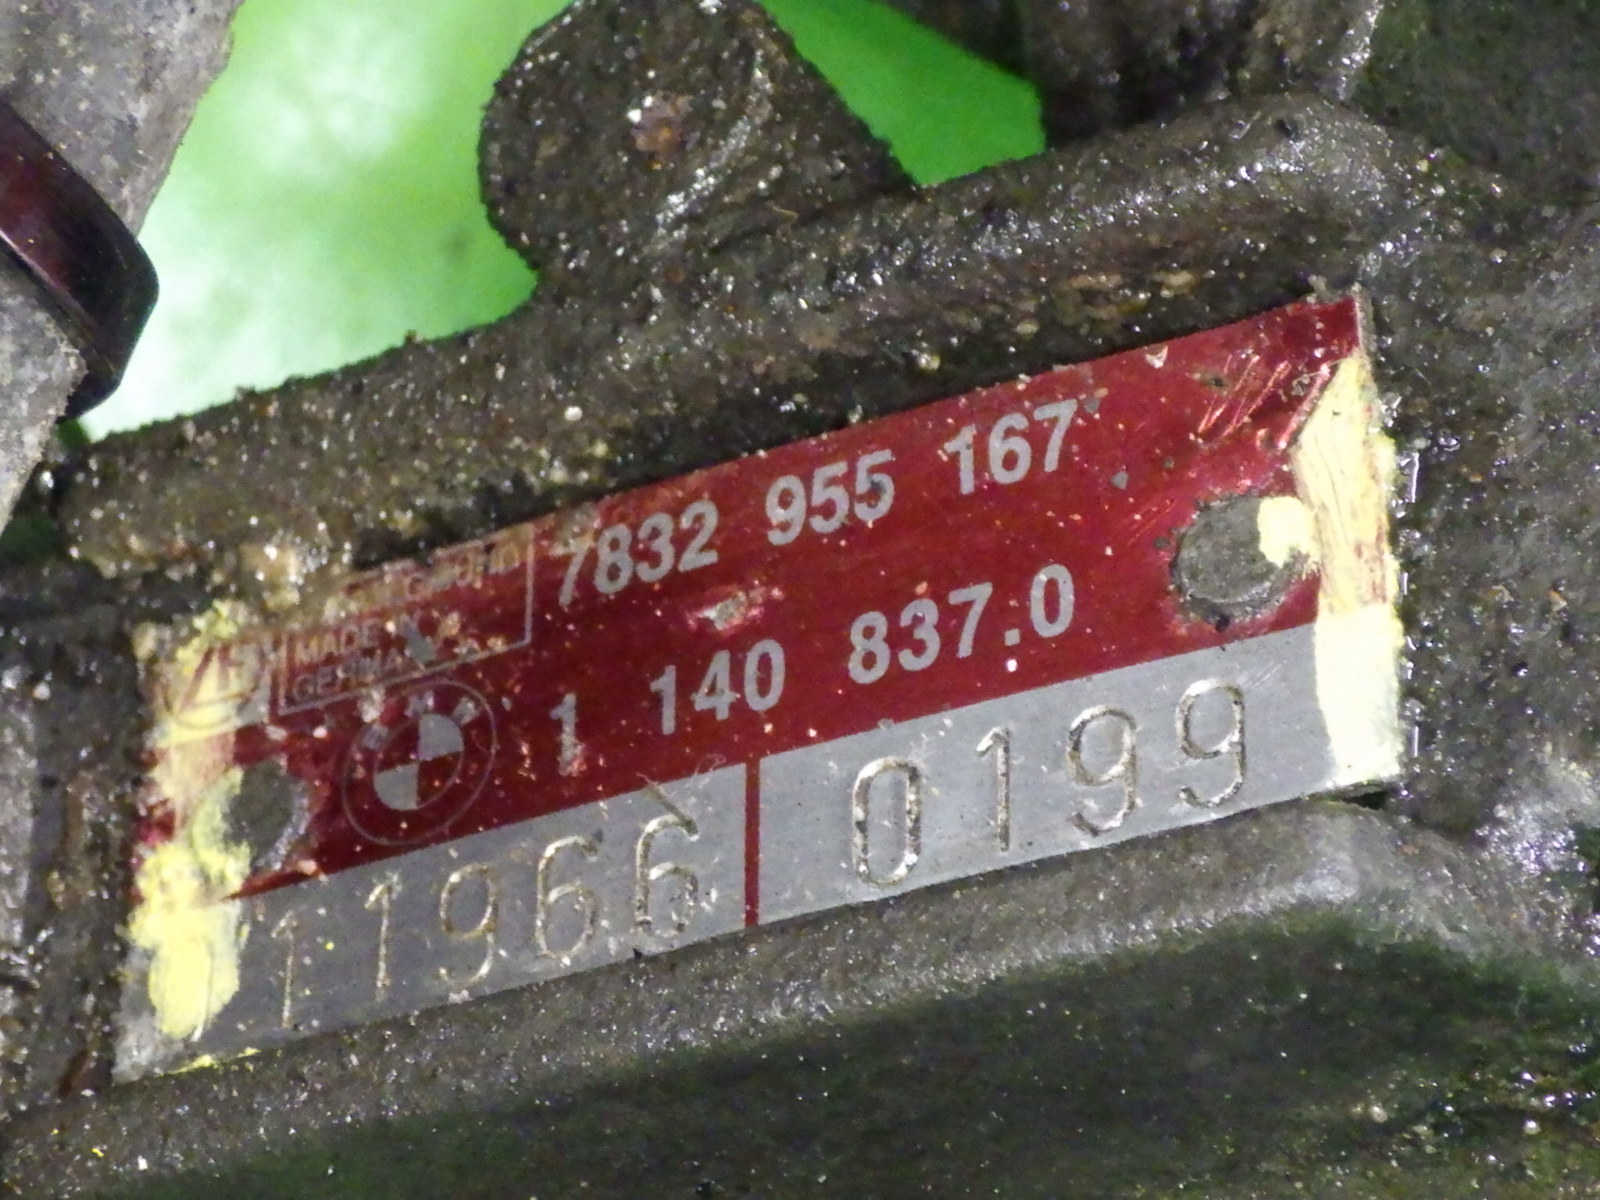 7832 955 167
MADE IN
GERMANY
1 140 837.0
11966 0199